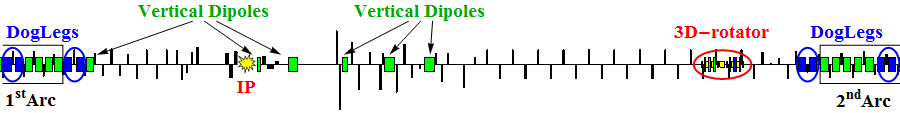 Vertical Dipoles
Vertical Dipoles
DogLegs
3D-rotator
DogLegs
IP
1st Arc
2nd Arc